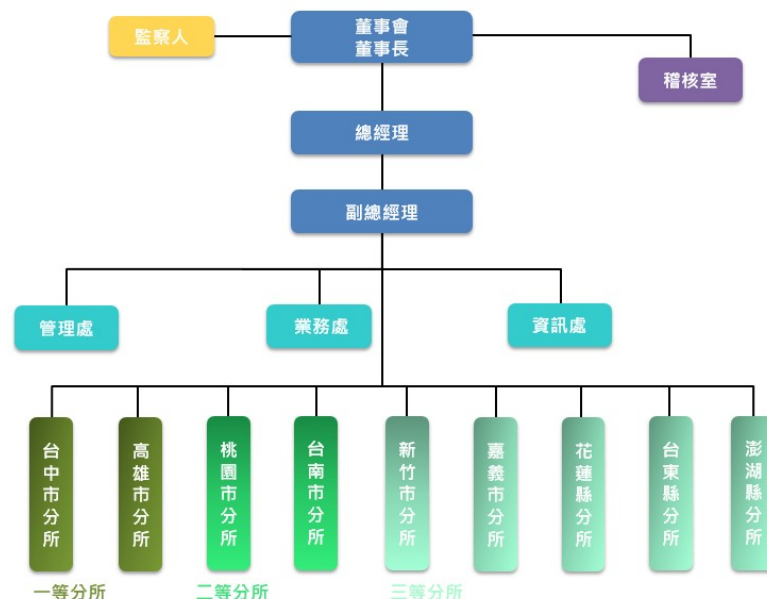 監察人
董事會
董事長
稽核室
總經理
副總經理
管理處
業務處
資訊處
台中市分所
高雄市分所
桃園市分所
台南市分所
新竹市分所
嘉義市分所
花蓮縣分所
台東縣分所
澎湖縣分所
一等分所
二等分所
三等分所